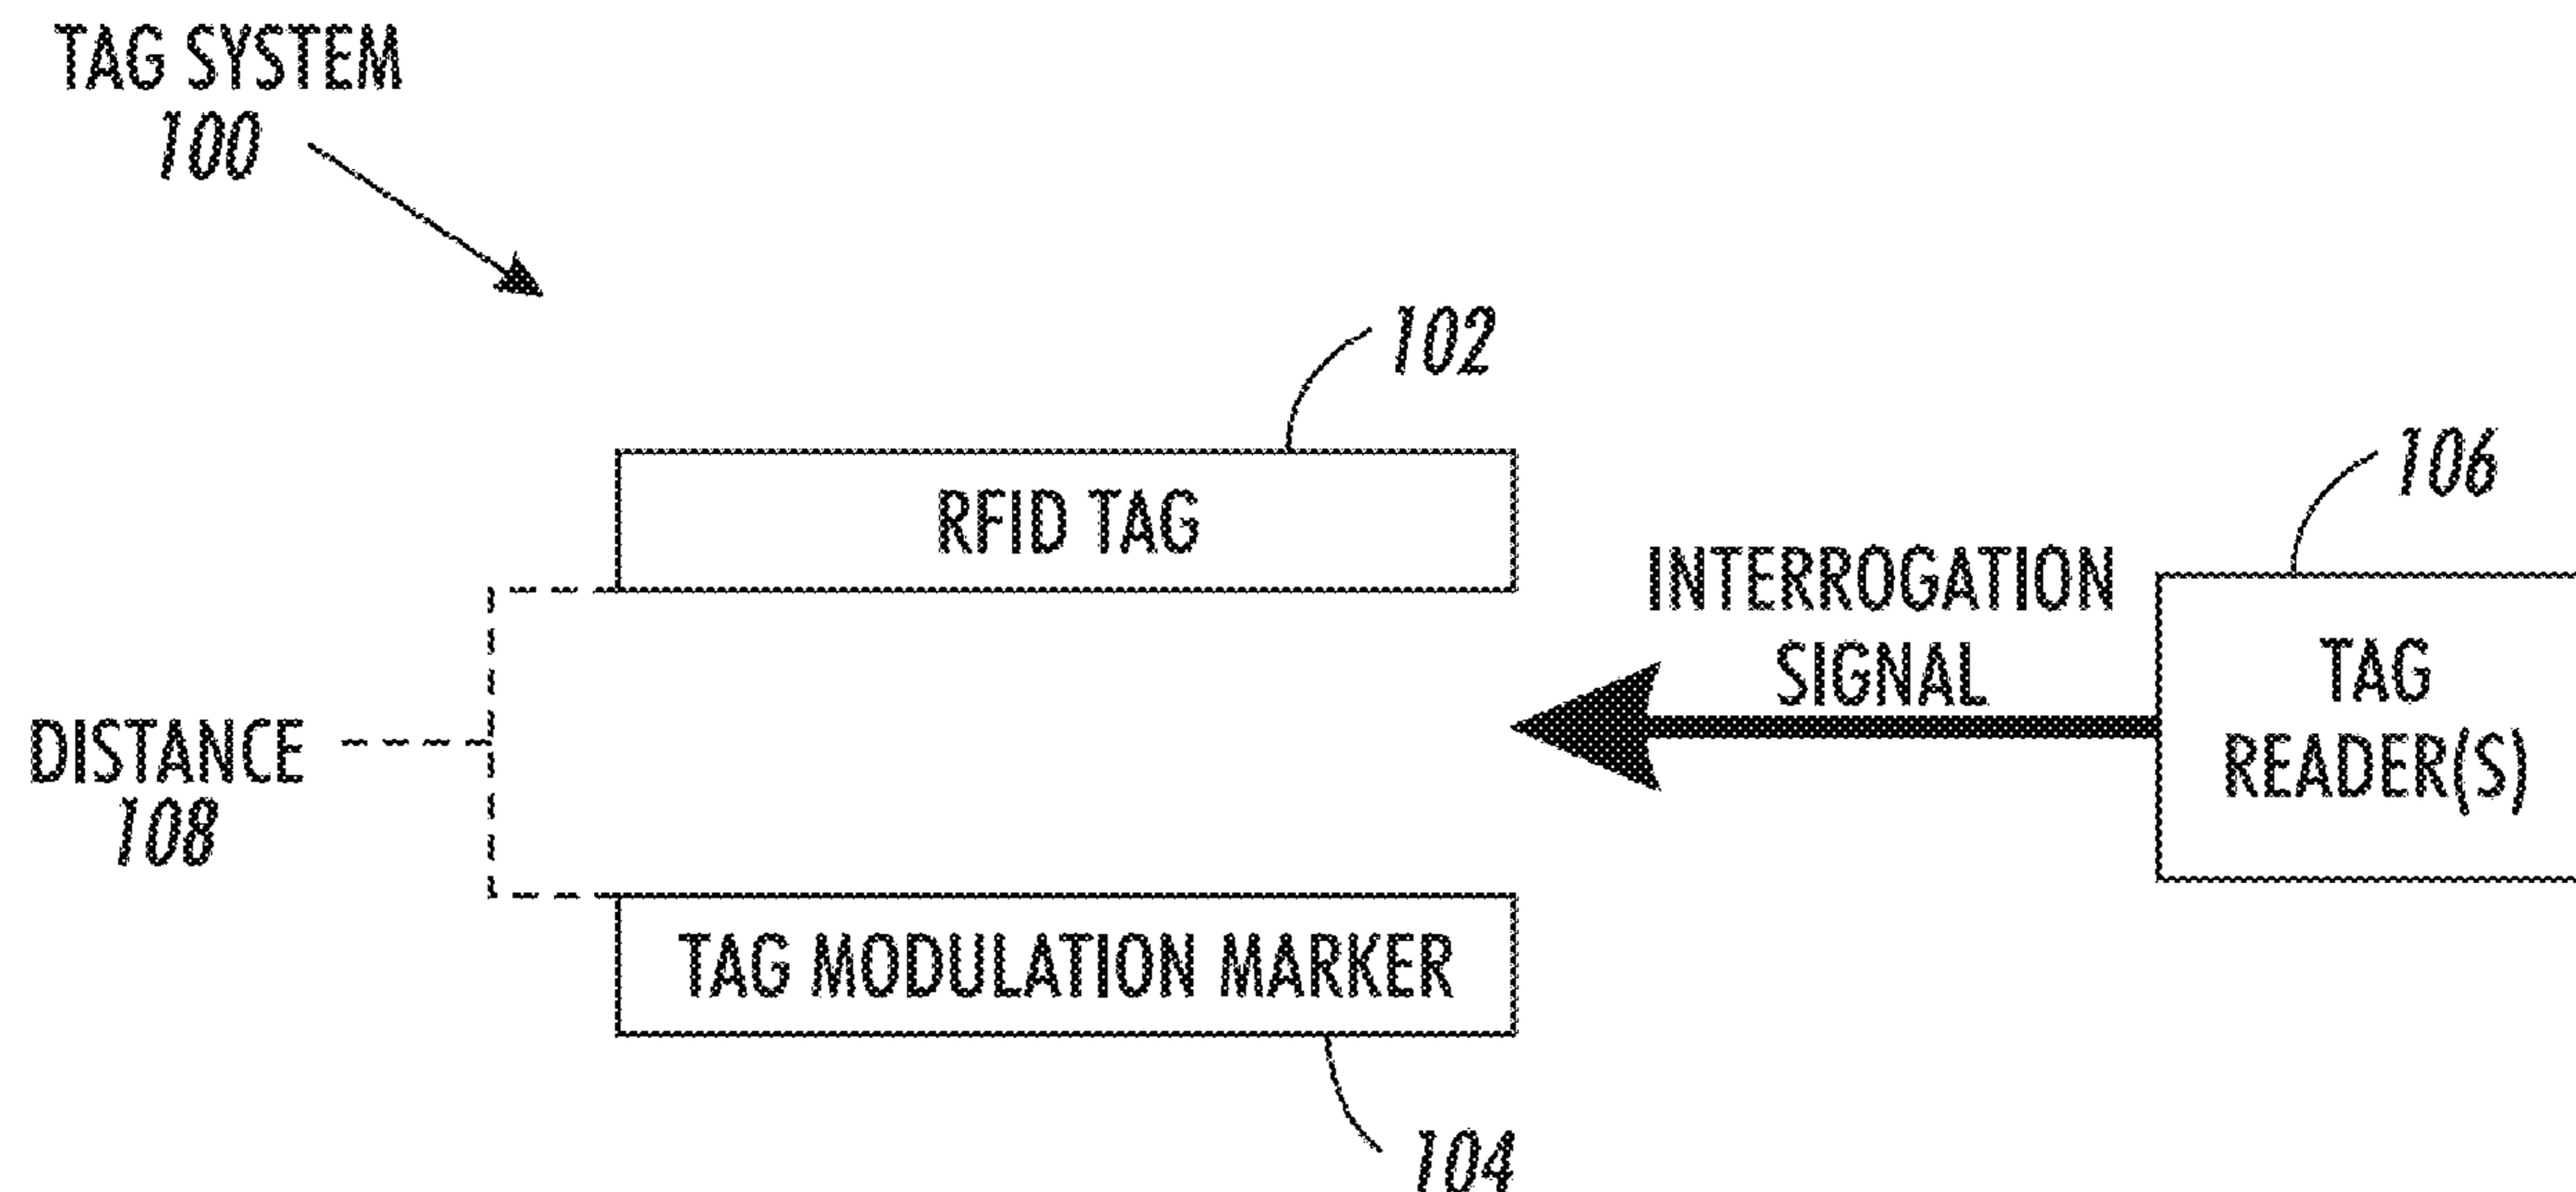 TAG SYSTEM
100
102
RFID TAG
106
INTERROGATION
SIGNAL
TAG
READER(S)
DISTANCE
108
TAG MODULATION MARKER
104